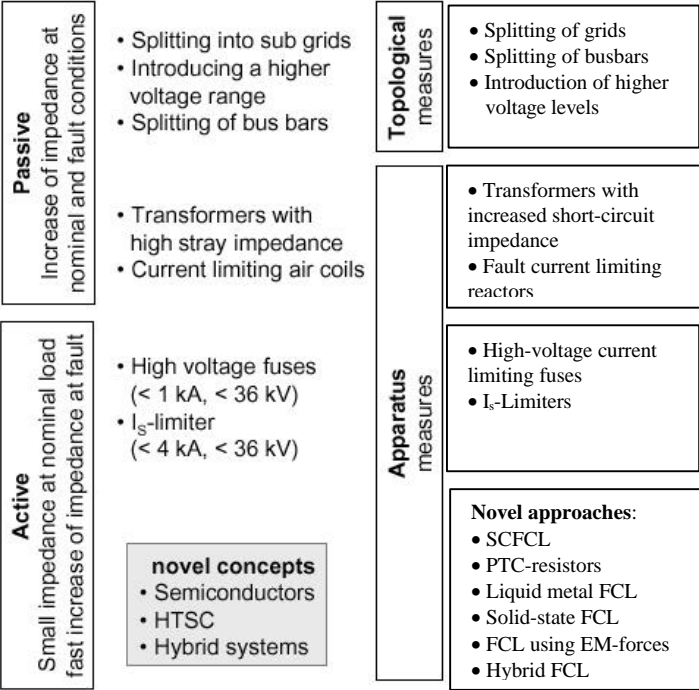 Passive
Increase of impedance at
nominal and fault conditions
• Splitting into sub grids
• Introducing a higher
voltage range
• Splitting of bus bars
• Transformers with
high stray impedance
• Current limiting air coils
Active
Small impedance at nominal load
fast increase of impedance at fault
• High voltage fuses
(< 1 kA, < 36 kV)
• IS-limiter
(< 4 kA, < 36 kV)
novel concepts
• Semiconductors
• HTSC
• Hybrid systems
Topological
measures
• Splitting of grids
• Splitting of busbars
• Introduction of higher
voltage levels
Apparatus
measures
• Transformers with
increased short-circuit
impedance
• Fault current limiting
reactors
• High-voltage current
limiting fuses
• Is-Limiters
Novel approaches:
• SCFCL
• PTC-resistors
• Liquid metal FCL
• Solid-state FCL
• FCL using EM-forces
• Hybrid FCL